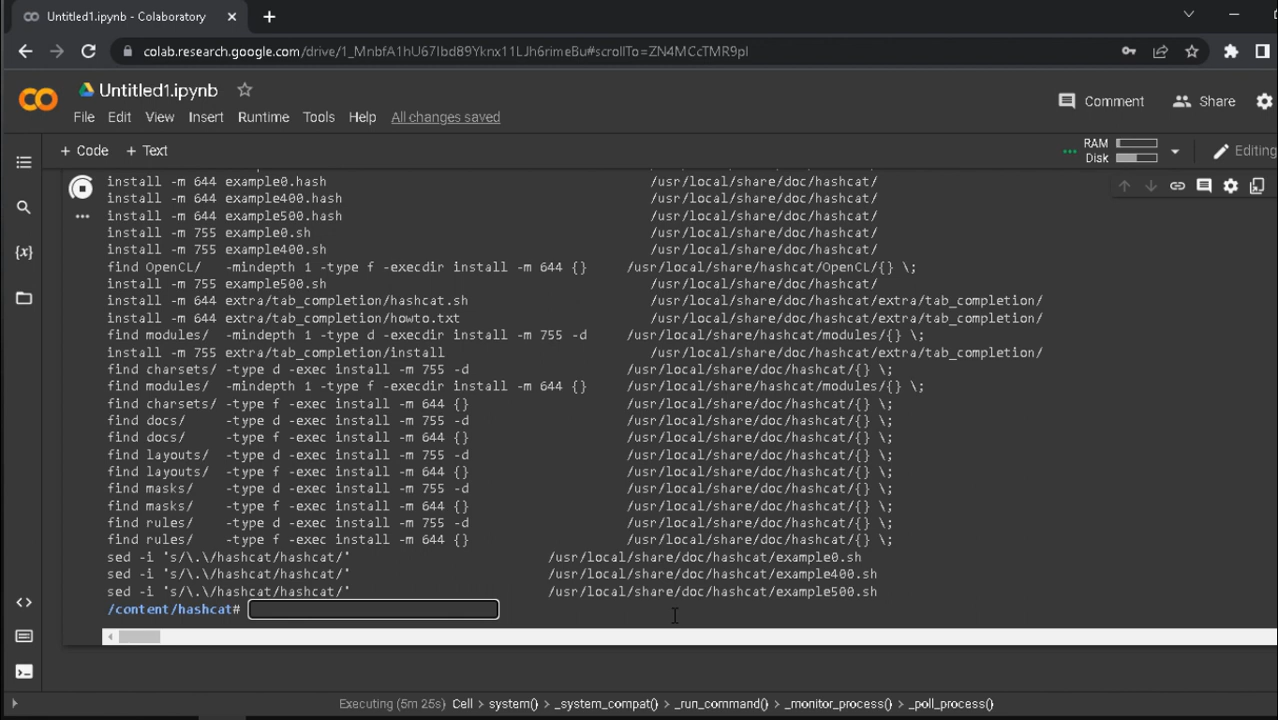 Untitled1.ipynb - Colaboratory
colab.research.google.com/drive/1_MnbfA1hU67Ibd89Yknx11LJh6rimeBu#scrollTo=ZN4MCcTMR9pI
Untitled1.ipynb
File Edit View Insert Runtime Tools Help All changes saved
Comment Share
+ Code + Text
RAM
Disk
Editing
install -m 644 example0.hash /usr/local/share/doc/hashcat/
install -m 644 example400.hash /usr/local/share/doc/hashcat/
install -m 644 example500.hash /usr/local/share/doc/hashcat/
install -m 755 example0.sh /usr/local/share/doc/hashcat/
install -m 755 example400.sh /usr/local/share/doc/hashcat/
find OpenCL/ -mindepth 1 -type f -execdir install -m 644 {} /usr/local/share/hashcat/OpenCL/{} \;
install -m 755 example500.sh /usr/local/share/doc/hashcat/
install -m 644 extra/tab_completion/hashcat.sh /usr/local/share/doc/hashcat/extra/tab_completion/
install -m 644 extra/tab_completion/howto.txt /usr/local/share/doc/hashcat/extra/tab_completion/
find modules/ -mindepth 1 -type d -execdir install -m 755 -d /usr/local/share/hashcat/modules/{} \;
install -m 755 extra/tab_completion/install /usr/local/share/doc/hashcat/extra/tab_completion/
find charsets/ -type d -exec install -m 755 -d /usr/local/share/doc/hashcat/{} \;
find modules/ -mindepth 1 -type f -execdir install -m 644 {} /usr/local/share/hashcat/modules/{} \;
find charsets/ -type f -exec install -m 644 {} /usr/local/share/doc/hashcat/{} \;
find docs/ -type d -exec install -m 755 -d /usr/local/share/doc/hashcat/{} \;
find docs/ -type f -exec install -m 644 {} /usr/local/share/doc/hashcat/{} \;
find layouts/ -type d -exec install -m 755 -d /usr/local/share/doc/hashcat/{} \;
find layouts/ -type f -exec install -m 644 {} /usr/local/share/doc/hashcat/{} \;
find masks/ -type d -exec install -m 755 -d /usr/local/share/doc/hashcat/{} \;
find masks/ -type f -exec install -m 644 {} /usr/local/share/doc/hashcat/{} \;
find rules/ -type d -exec install -m 755 -d /usr/local/share/doc/hashcat/{} \;
find rules/ -type f -exec install -m 644 {} /usr/local/share/doc/hashcat/{} \;
sed -i 's/\.\/hashcat/hashcat/' /usr/local/share/doc/hashcat/example0.sh
sed -i 's/\.\/hashcat/hashcat/' /usr/local/share/doc/hashcat/example400.sh
sed -i 's/\.\/hashcat/hashcat/' /usr/local/share/doc/hashcat/example500.sh
/content/hashcat#
Executing (5m 25s) Cell > system() > _system_compat() > _run_command() > _monitor_process() > _poll_process()